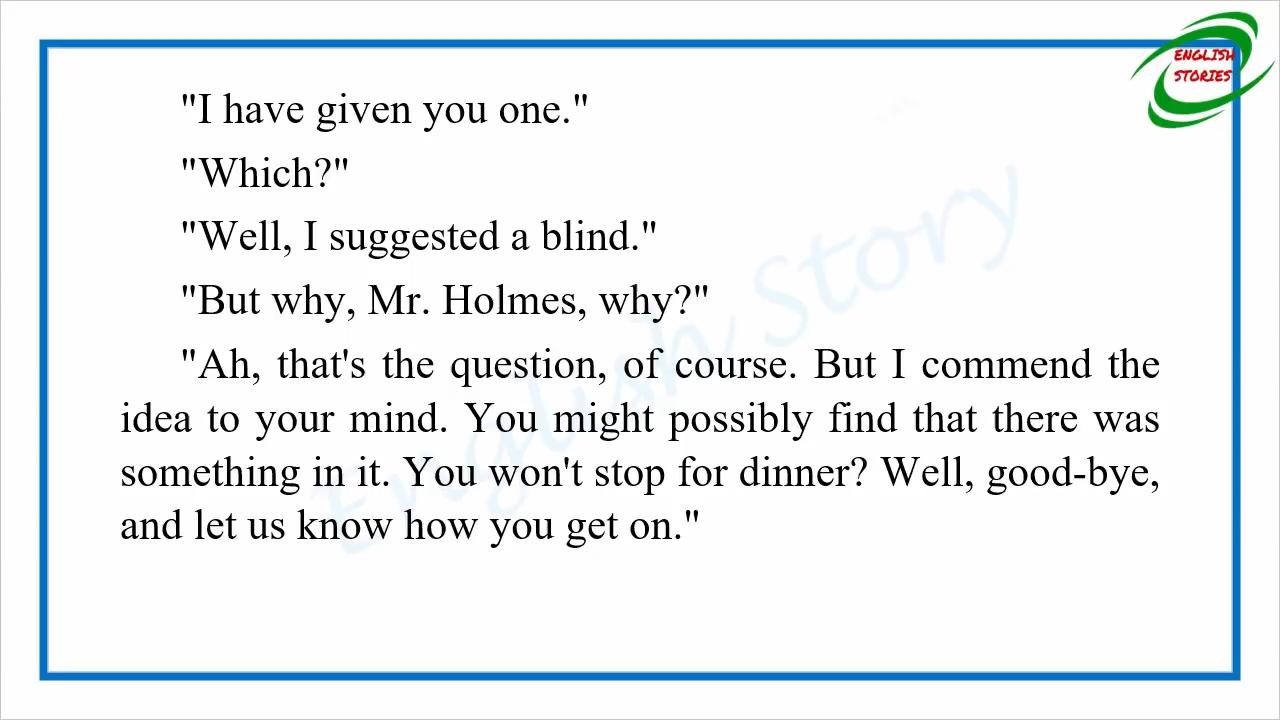 ENGLISH
STORIES
"I have given you one."
"Which?"
"Well, I suggested a blind."
"But why, Mr. Holmes, why?"
"Ah, that's the question, of course. But I commend the
idea to your mind. You might possibly find that there was
something in it. You won't stop for dinner? Well, good-bye,
and let us know how you get on."
English Story